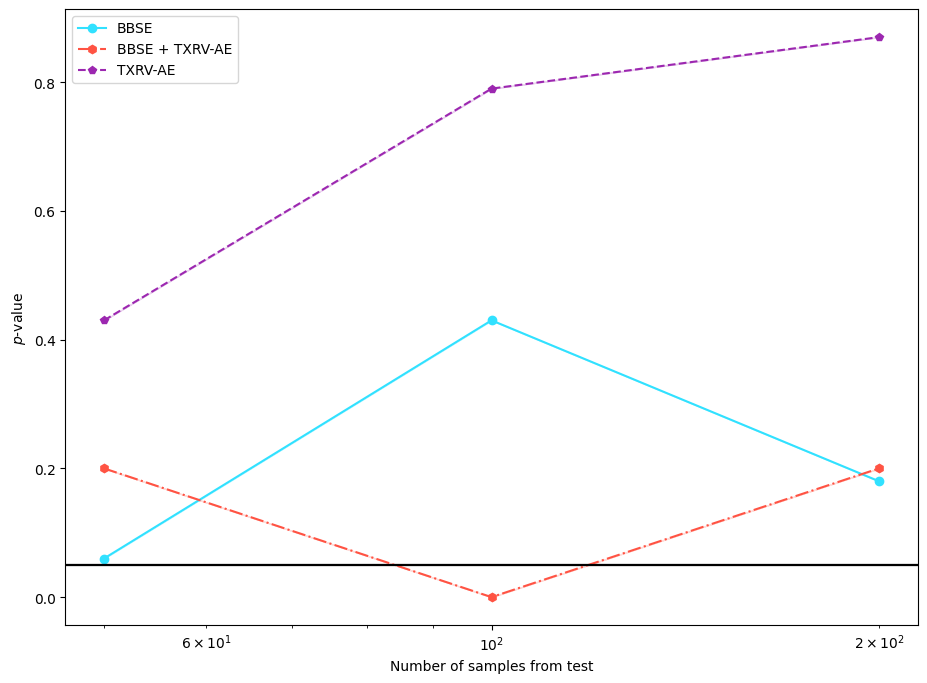 BBSE
BBSE + TXRV-AE
TXRV-AE
0.8
0.6
0.4
0.2
0.0
p-value
6 × 10¹
10²
2 × 10²
Number of samples from test